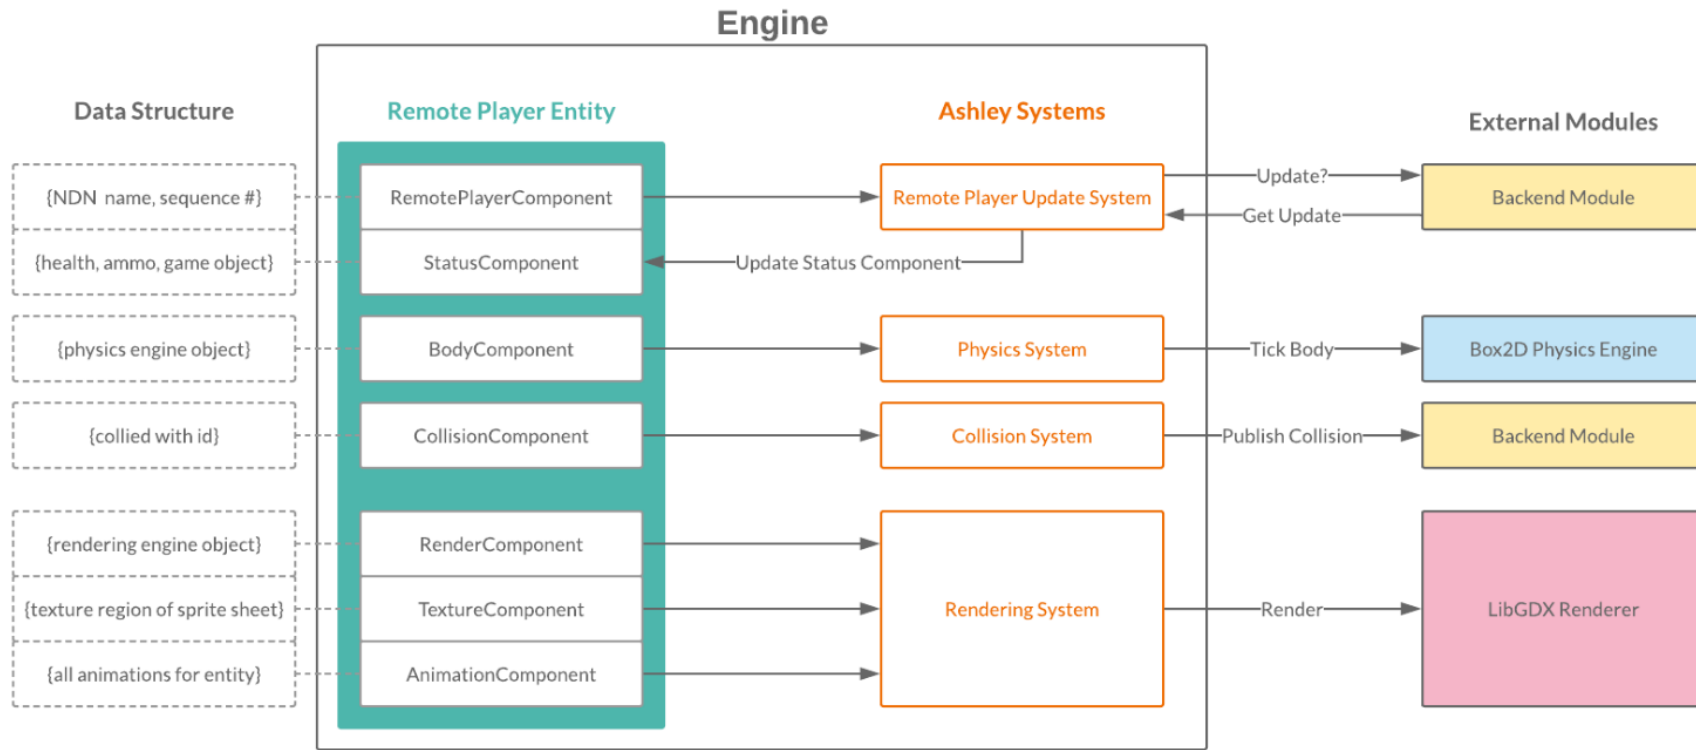 Engine
Data Structure
Remote Player Entity
Ashley Systems
External Modules
{NDN name, sequence #}
RemotePlayerComponent
Remote Player Update System
Update?
Get Update
Backend Module
{health, ammo, game object}
StatusComponent
Update Status Component
{physics engine object}
BodyComponent
Physics System
Tick Body
Box2D Physics Engine
{collied with id}
CollisionComponent
Collision System
Publish Collision
Backend Module
{rendering engine object}
RenderComponent
{texture region of sprite sheet}
TextureComponent
Rendering System
Render
LibGDX Renderer
{all animations for entity}
AnimationComponent